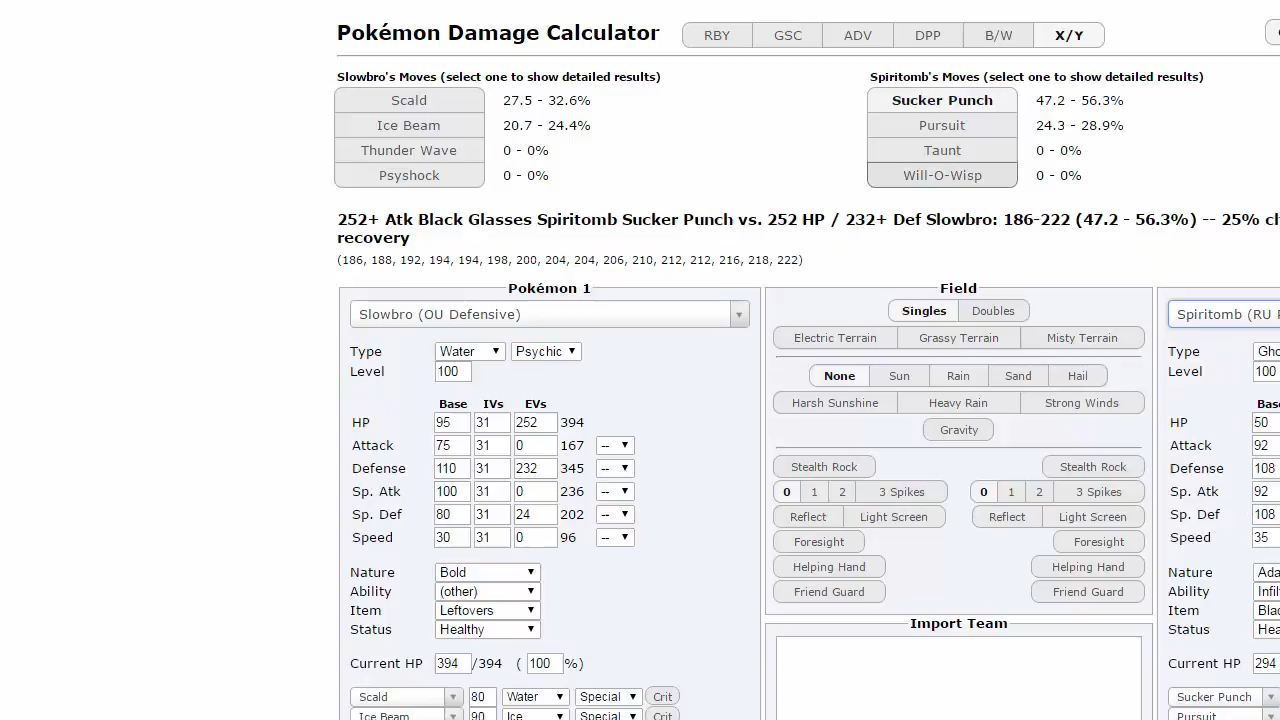 Pokémon Damage Calculator RBY GSC ADV DPP B/W X/Y
Slowbro's Moves (select one to show detailed results) Spiritomb's Moves (select one to show detailed results)
Scald 27.5 - 32.6% Sucker Punch 47.2 - 56.3%
Ice Beam 20.7 - 24.4% Pursuit 24.3 - 28.9%
Thunder Wave 0 - 0% Taunt 0 - 0%
Psyshock 0 - 0% Will-O-Wisp 0 - 0%
252+ Atk Black Glasses Spiritomb Sucker Punch vs. 252 HP / 232+ Def Slowbro: 186-222 (47.2 - 56.3%) -- 25%
recovery
(186, 188, 192, 194, 194, 198, 200, 204, 204, 206, 210, 212, 212, 216, 218, 222)
Pokémon 1 Field
Slowbro (OU Defensive) Singles Doubles Spiritomb (RU
Electric Terrain Grassy Terrain Misty Terrain
Type Water Psychic Type
Level 100 None Sun Rain Sand Hail Level 100
Base IVs EVs Harsh Sunshine Heavy Rain Strong Winds
HP 95 31 252 394 Gravity HP 50
Attack 75 31 0 167 -- Attack 92
Defense 110 31 232 345 -- Stealth Rock Stealth Rock Defense 108
Sp. Atk 100 31 0 236 -- 0 1 2 3 Spikes 0 1 2 3 Spikes Sp. Atk 92
Sp. Def 80 31 24 202 -- Reflect Light Screen Reflect Light Screen Sp. Def 108
Speed 30 31 0 96 -- Foresight Foresight Speed 35
Nature Bold Helping Hand Helping Hand Nature
Ability (other) Friend Guard Friend Guard Ability
Item Leftovers Item
Status Healthy Import Team Status
Current HP 394 /394 ( 100 %) Current HP 294
Scald 80 Water Special Crit Sucker Punch
Ice Beam 90 Ice Special Crit Pursuit